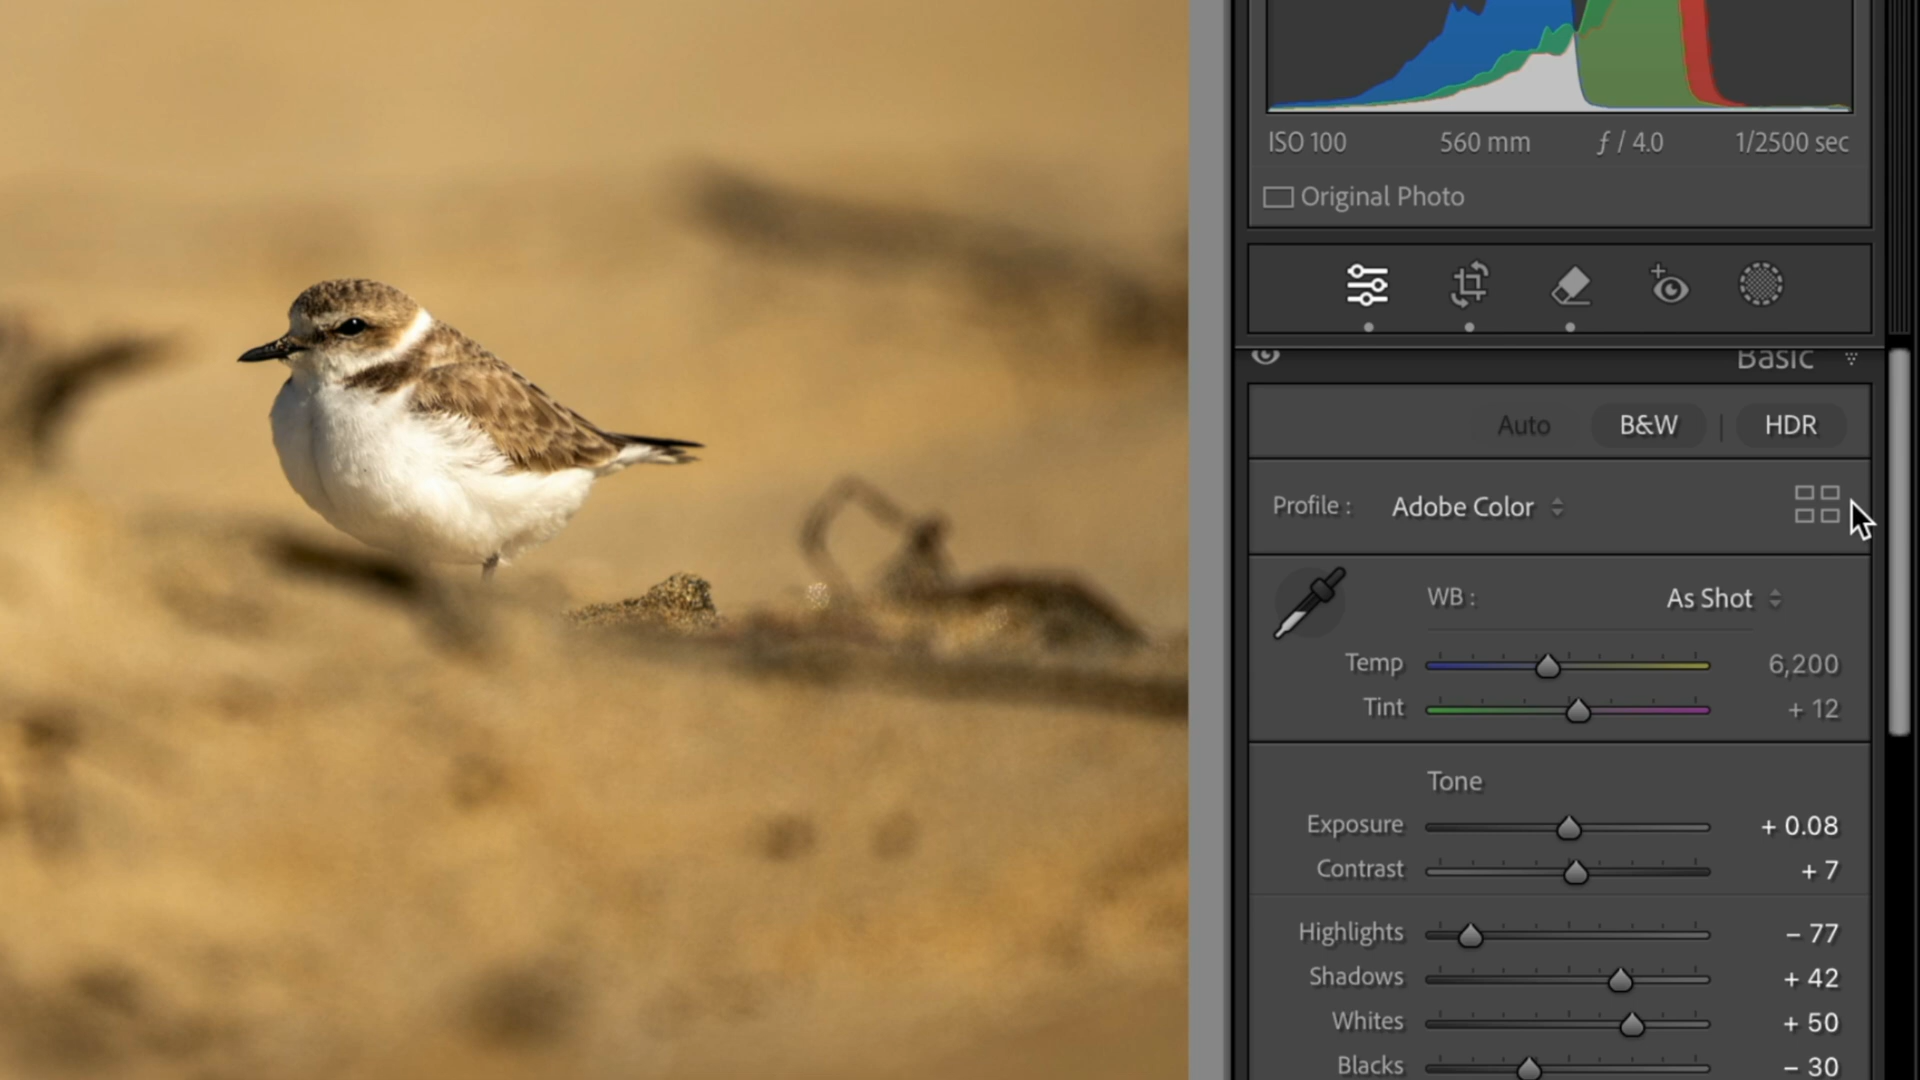 ISO 100 560 mm ƒ / 4.0 1/2500 sec
Original Photo
Basic
Auto B&W | HDR
Profile : Adobe Color
WB : As Shot
Temp 6,200
Tint + 12
Tone
Exposure + 0.08
Contrast + 7
Highlights – 77
Shadows + 42
Whites + 50
Blacks – 30